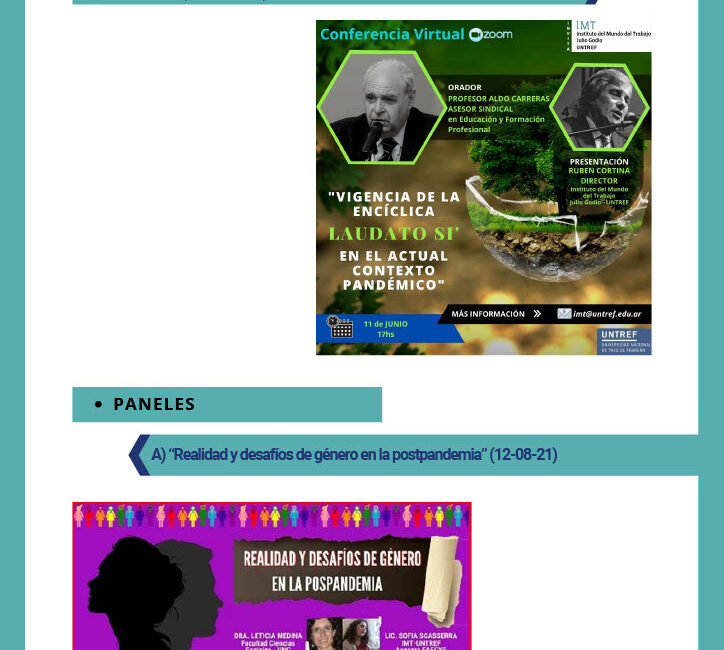 Conferencia Virtual zoom
INVITA
IMT
Instituto del Mundo del Trabajo
Julio Godio
UNTREF
ORADOR
PROFESOR ALDO CARRERAS
ASESOR SINDICAL
en Educación y Formación
Profesional
PRESENTACIÓN
RUBEN CORTINA
DIRECTOR
Instituto del Mundo
del Trabajo
Julio Godio - UNTREF
"VIGENCIA DE LA
ENCÍCLICA
LAUDATO SI'
EN EL ACTUAL
CONTEXTO
PANDÉMICO"
MÁS INFORMACIÓN
imt@untref.edu.ar
11 de JUNIO
17hs
UNTREF
UNIVERSIDAD NACIONAL
DE TRES DE FEBRERO
• PANELES
A) “Realidad y desafíos de género en la postpandemia” (12-08-21)
REALIDAD Y DESAFÍOS DE GÉNERO
EN LA POSPANDEMIA
DRA. LETICIA MEDINA
Facultad Ciencias
LIC. SOFIA SCASSERRA
IMT-UNTREF